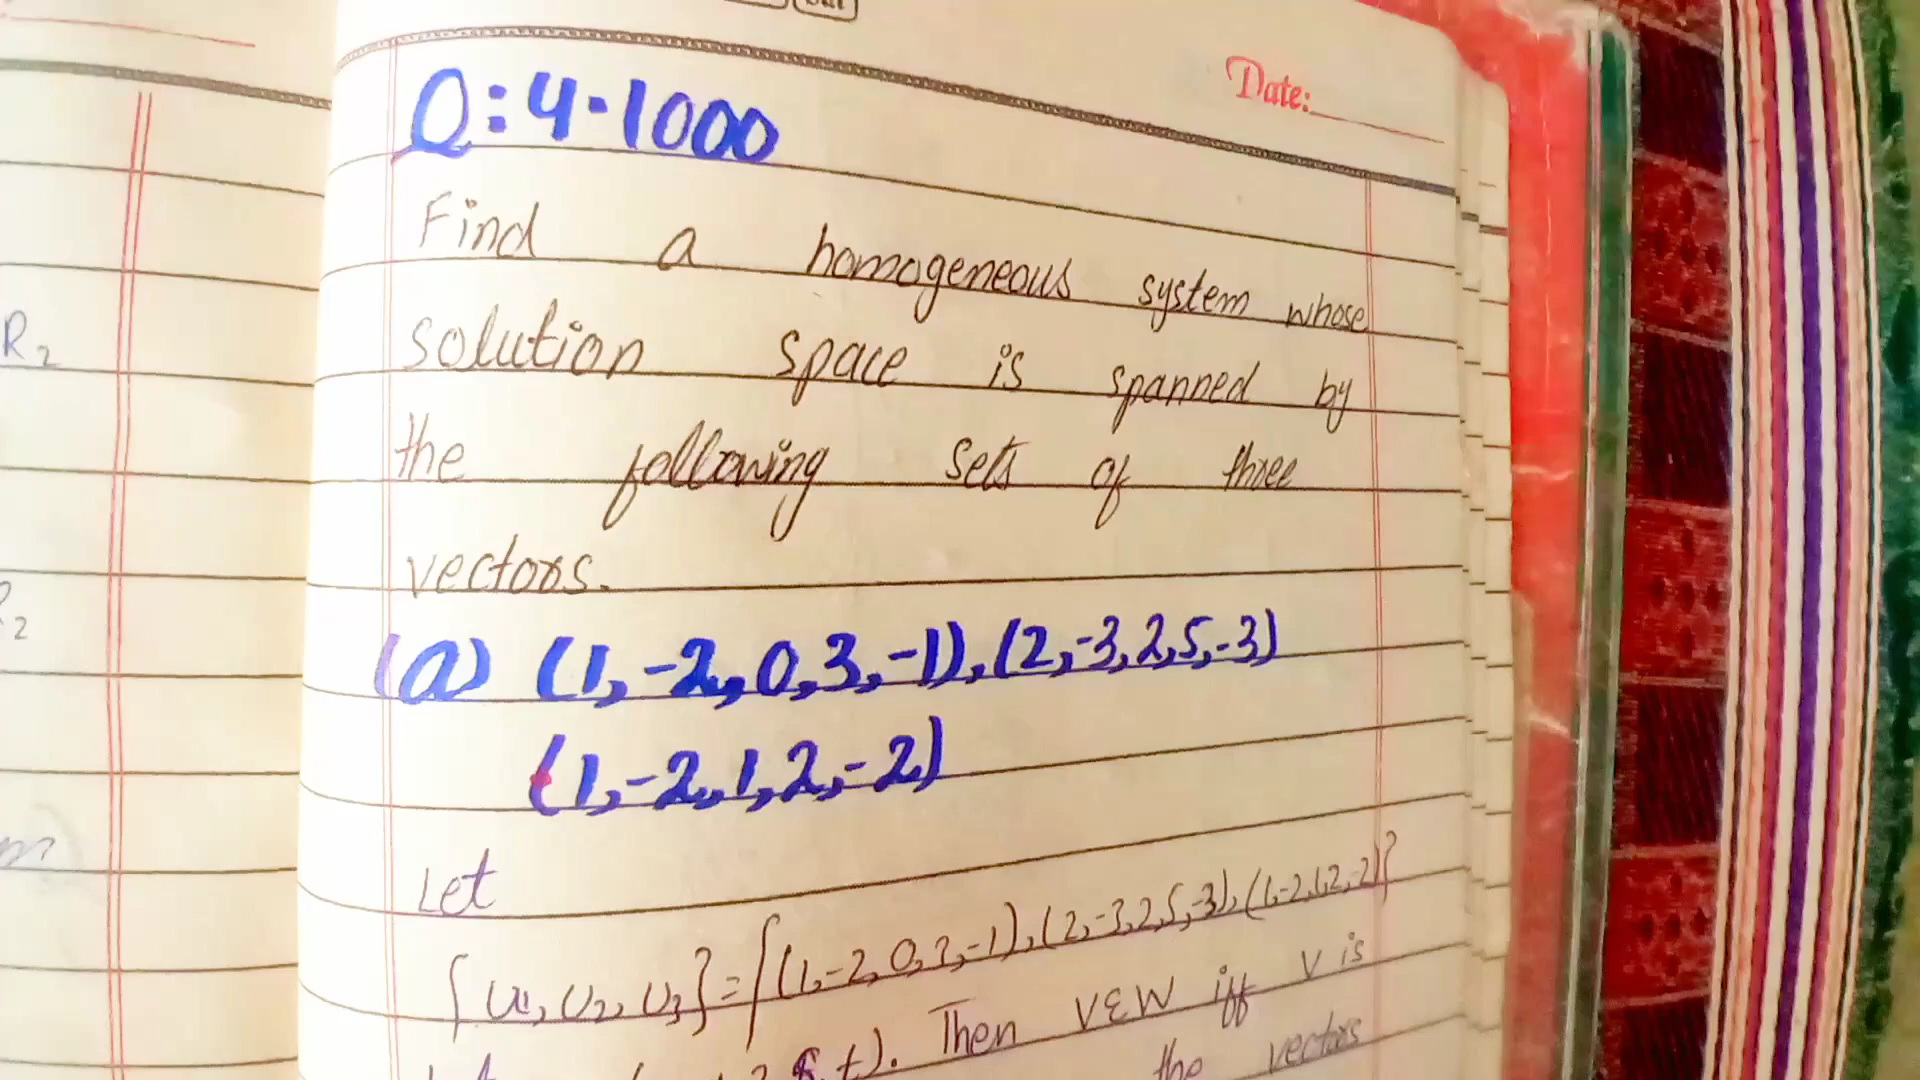 Date:
Q:4.1000
Find a homogeneous system whose
solution space is spanned by
the following sets of three
vectors.
(a) (1,-2,0,3,-1),(2,-3,2,5,-3)
(1,-2,1,2,-2)
Let
{u1,u2,u3}={(1,-2,0,3,-1),(2,-3,2,5,-3),(1,-2,1,2,-2)}
t). Then VEW iff v is
the vectors
R2
2